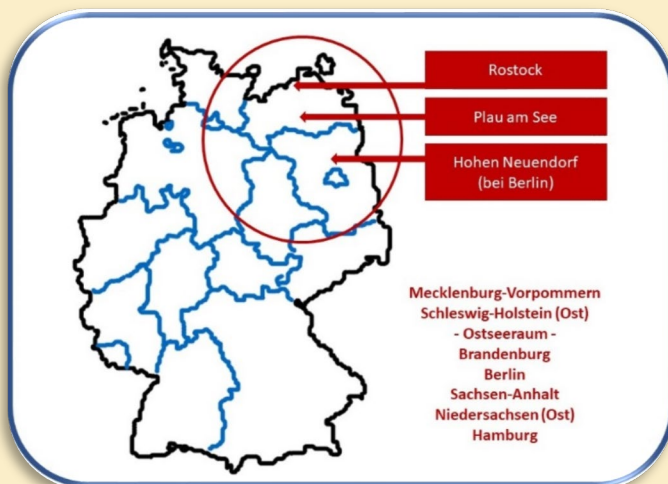 Rostock
Plau am See
Hohen Neuendorf
(bei Berlin)
Mecklenburg-Vorpommern
Schleswig-Holstein (Ost)
- Ostseeraum -
Brandenburg
Berlin
Sachsen-Anhalt
Niedersachsen (Ost)
Hamburg